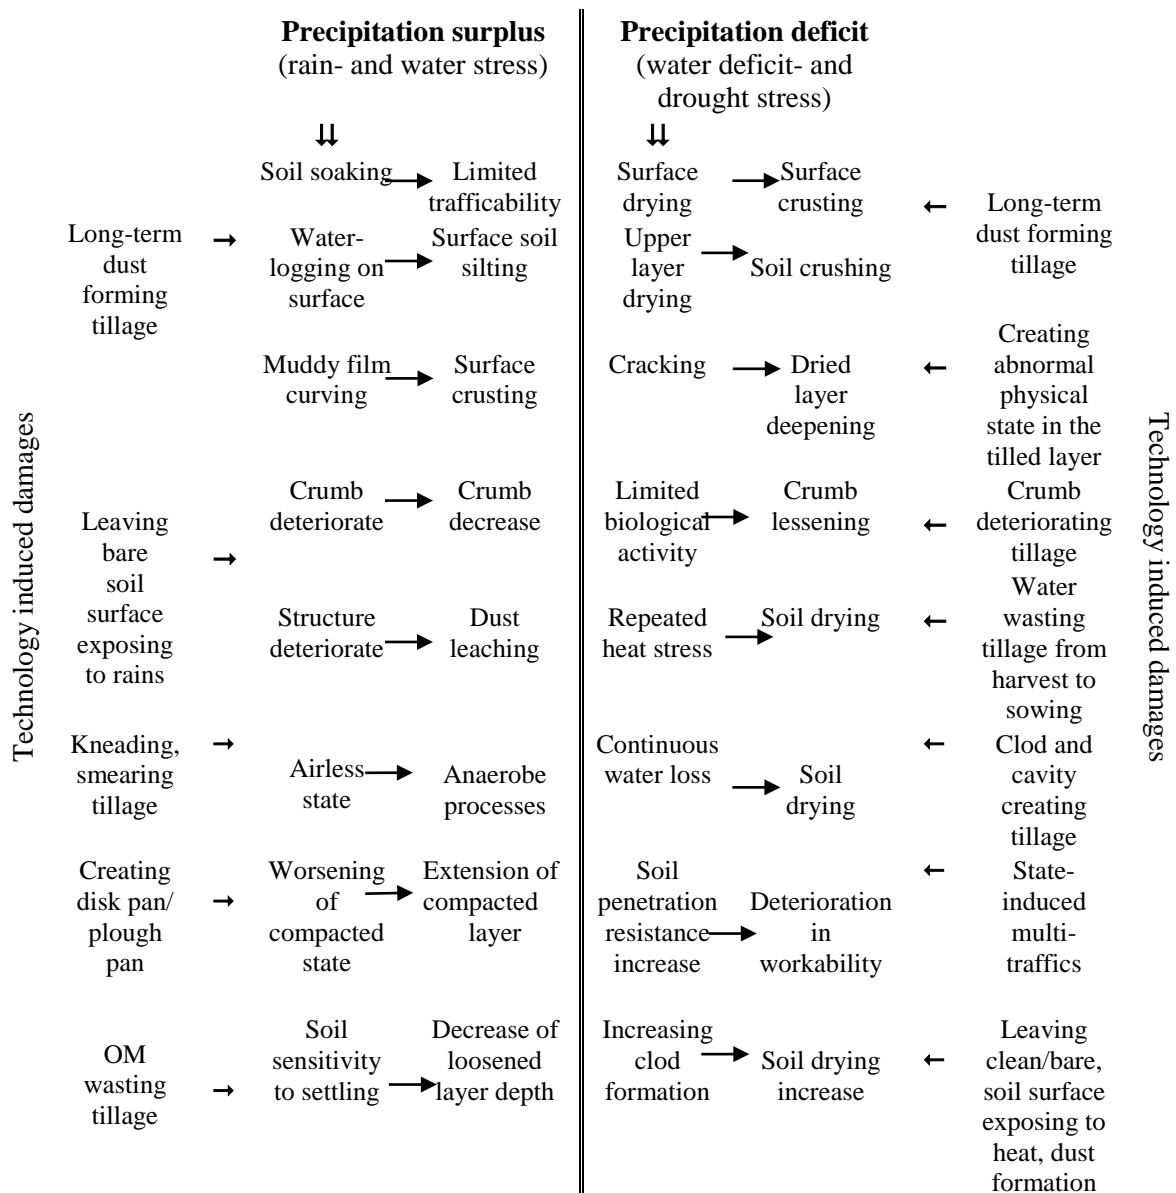 Precipitation surplus
(rain- and water stress)
Precipitation deficit
(water deficit- and
drought stress)
Technology induced damages
Long-term
dust
forming
tillage
Leaving
bare
soil
surface
exposing
to rains
Kneading,
smearing
tillage
Creating
disk pan/
plough
pan
OM
wasting
tillage
Soil soaking
Limited
trafficability
Water-
logging on
surface
Surface soil
silting
Muddy film
curving
Surface
crusting
Crumb
deteriorate
Crumb
decrease
Structure
deteriorate
Dust
leaching
Airless
state
Anaerobe
processes
Worsening
of
compacted
state
Extension of
compacted
layer
Soil
sensitivity
to settling
Decrease of
loosened
layer depth
Surface
drying
Surface
crusting
Upper
layer
drying
Soil crushing
Cracking
Dried
layer
deepening
Limited
biological
activity
Crumb
lessening
Repeated
heat stress
Soil drying
Continuous
water loss
Soil
drying
Soil
penetration
resistance
increase
Deterioration
in
workability
Increasing
clod
formation
Soil drying
increase
Long-term
dust forming
tillage
Creating
abnormal
physical
state in the
tilled layer
Crumb
deteriorating
tillage
Water
wasting
tillage from
harvest to
sowing
Clod and
cavity
creating
tillage
State-
induced
multi-
traffics
Leaving
clean/bare,
soil surface
exposing to
heat, dust
formation
Technology induced damages